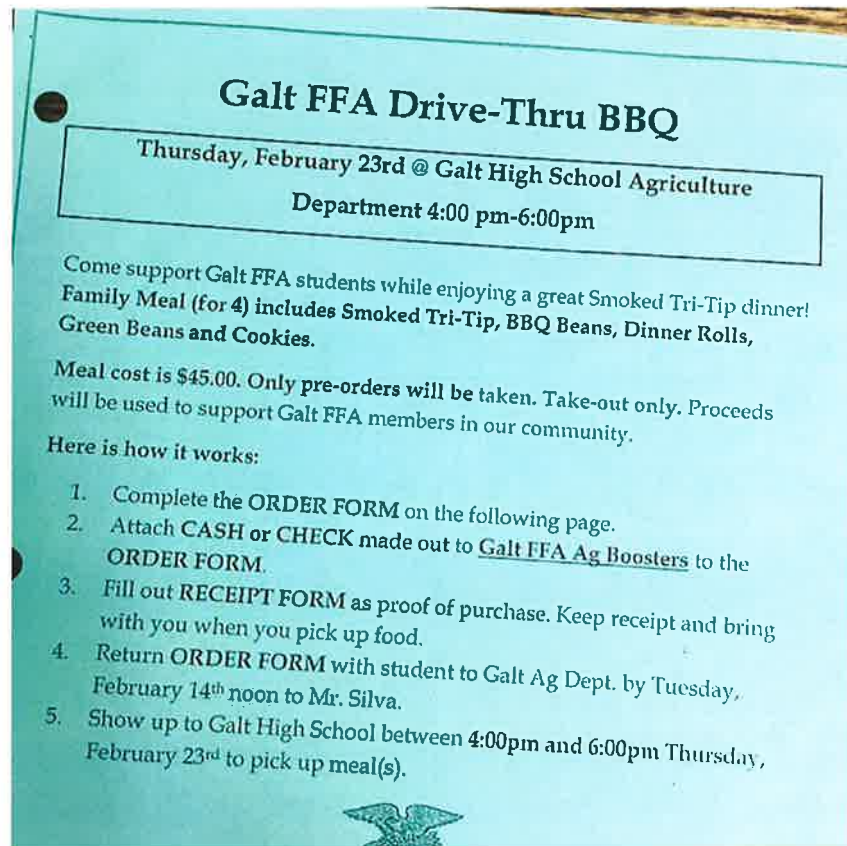 Galt FFA Drive-Thru BBQ
Thursday, February 23rd @ Galt High School Agriculture
Department 4:00 pm-6:00pm
Come support Galt FFA students while enjoying a great Smoked Tri-Tip dinner!
Family Meal (for 4) includes Smoked Tri-Tip, BBQ Beans, Dinner Rolls,
Green Beans and Cookies.
Meal cost is $45.00. Only pre-orders will be taken. Take-out only. Proceeds
will be used to support Galt FFA members in our community.
Here is how it works:
1. Complete the ORDER FORM on the following page.
2. Attach CASH or CHECK made out to Galt FFA Ag Boosters to the
ORDER FORM.
3. Fill out RECEIPT FORM as proof of purchase. Keep receipt and bring
with you when you pick up food.
4. Return ORDER FORM with student to Galt Ag Dept. by Tuesday,
February 14th noon to Mr. Silva.
5. Show up to Galt High School between 4:00pm and 6:00pm Thursday,
February 23rd to pick up meal(s).